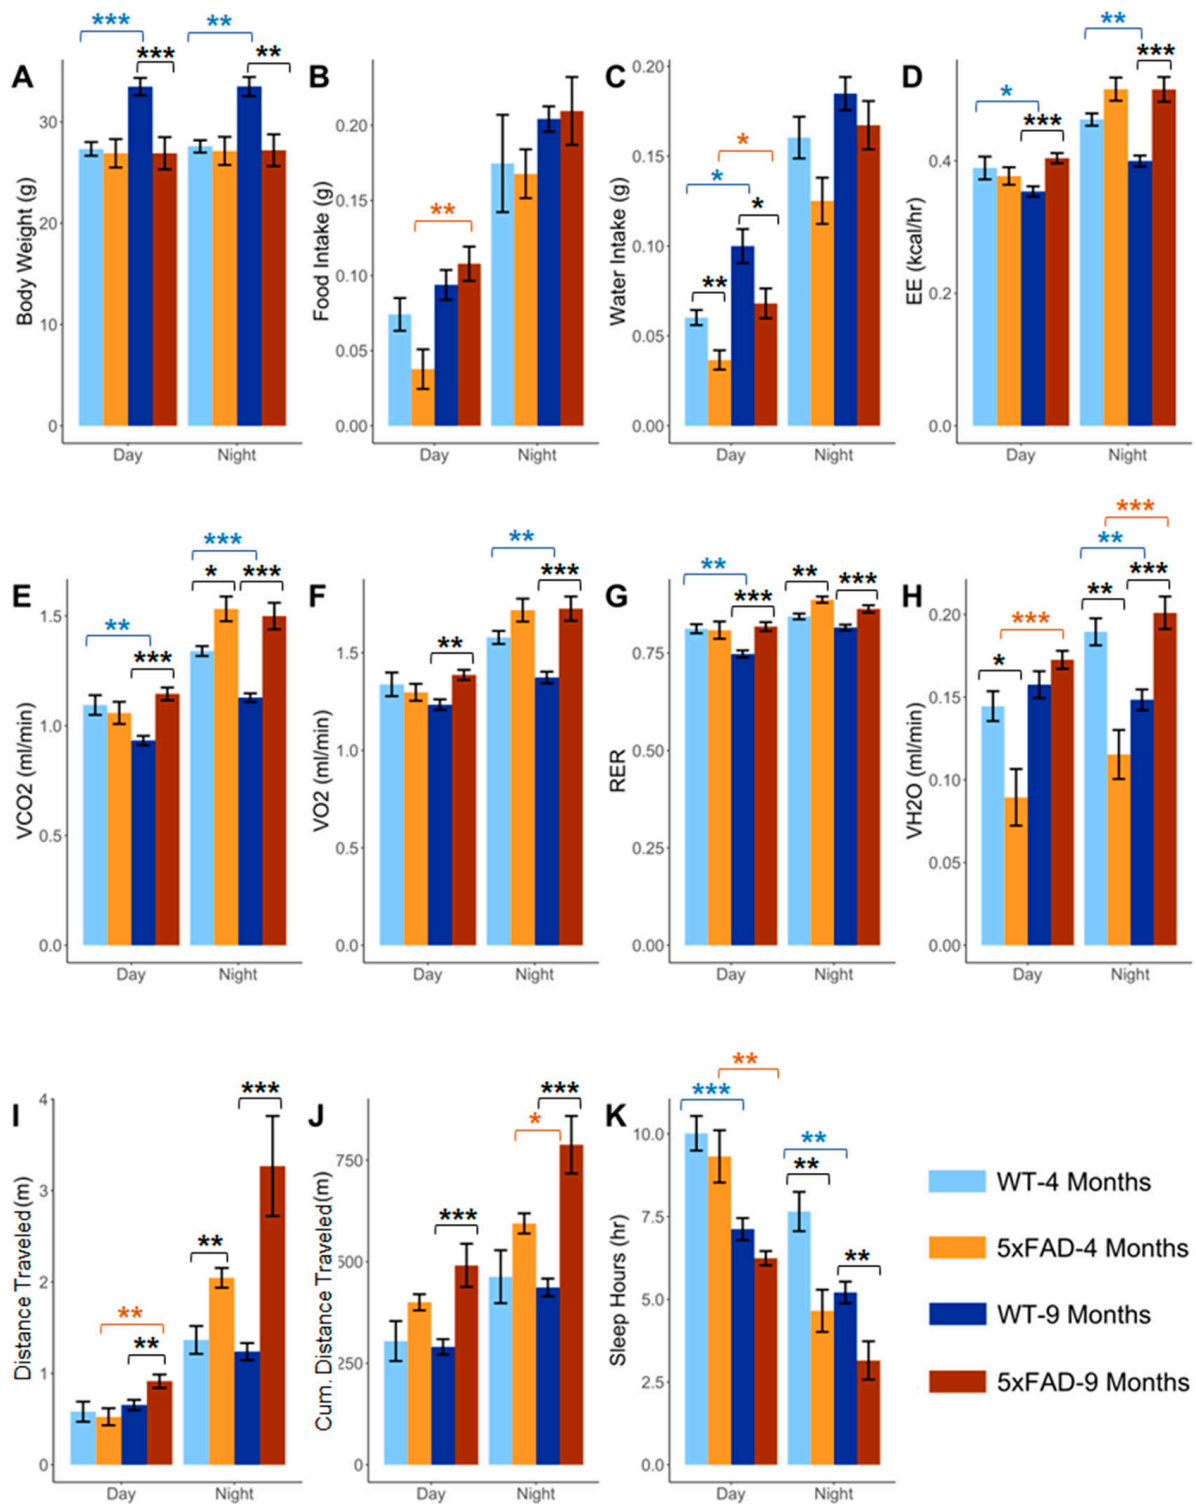 *** **
*** **
A
Body Weight (g)
30
20
10
0
Day Night
B
Food Intake (g)
0.20
0.15
0.10
0.05
0.00
**
Day Night
C
Water Intake (g)
0.20
0.15
0.10
0.05
0.00
*
*
*
**
Day Night
D
EE (kcal/hr)
0.4
0.2
0.0
**
***
*
***
Day Night
E
VCO2 (ml/min)
1.5
1.0
0.5
0.0
***
* ***
**
***
Day Night
F
VO2 (ml/min)
1.5
1.0
0.5
0.0
**
***
**
Day Night
G
RER
0.75
0.50
0.25
0.00
**
***
** ***
Day Night
H
VH2O (ml/min)
0.20
0.15
0.10
0.05
0.00
***
**
** ***
***
*
Day Night
I
Distance Traveled(m)
4
3
2
1
0
***
**
**
**
Day Night
J
Cum. Distance Traveled(m)
750
500
250
0
***
*
***
Day Night
K
Sleep Hours (hr)
10.0
7.5
5.0
2.5
0.0
**
***
**
**
**
Day Night
WT-4 Months
5xFAD-4 Months
WT-9 Months
5xFAD-9 Months